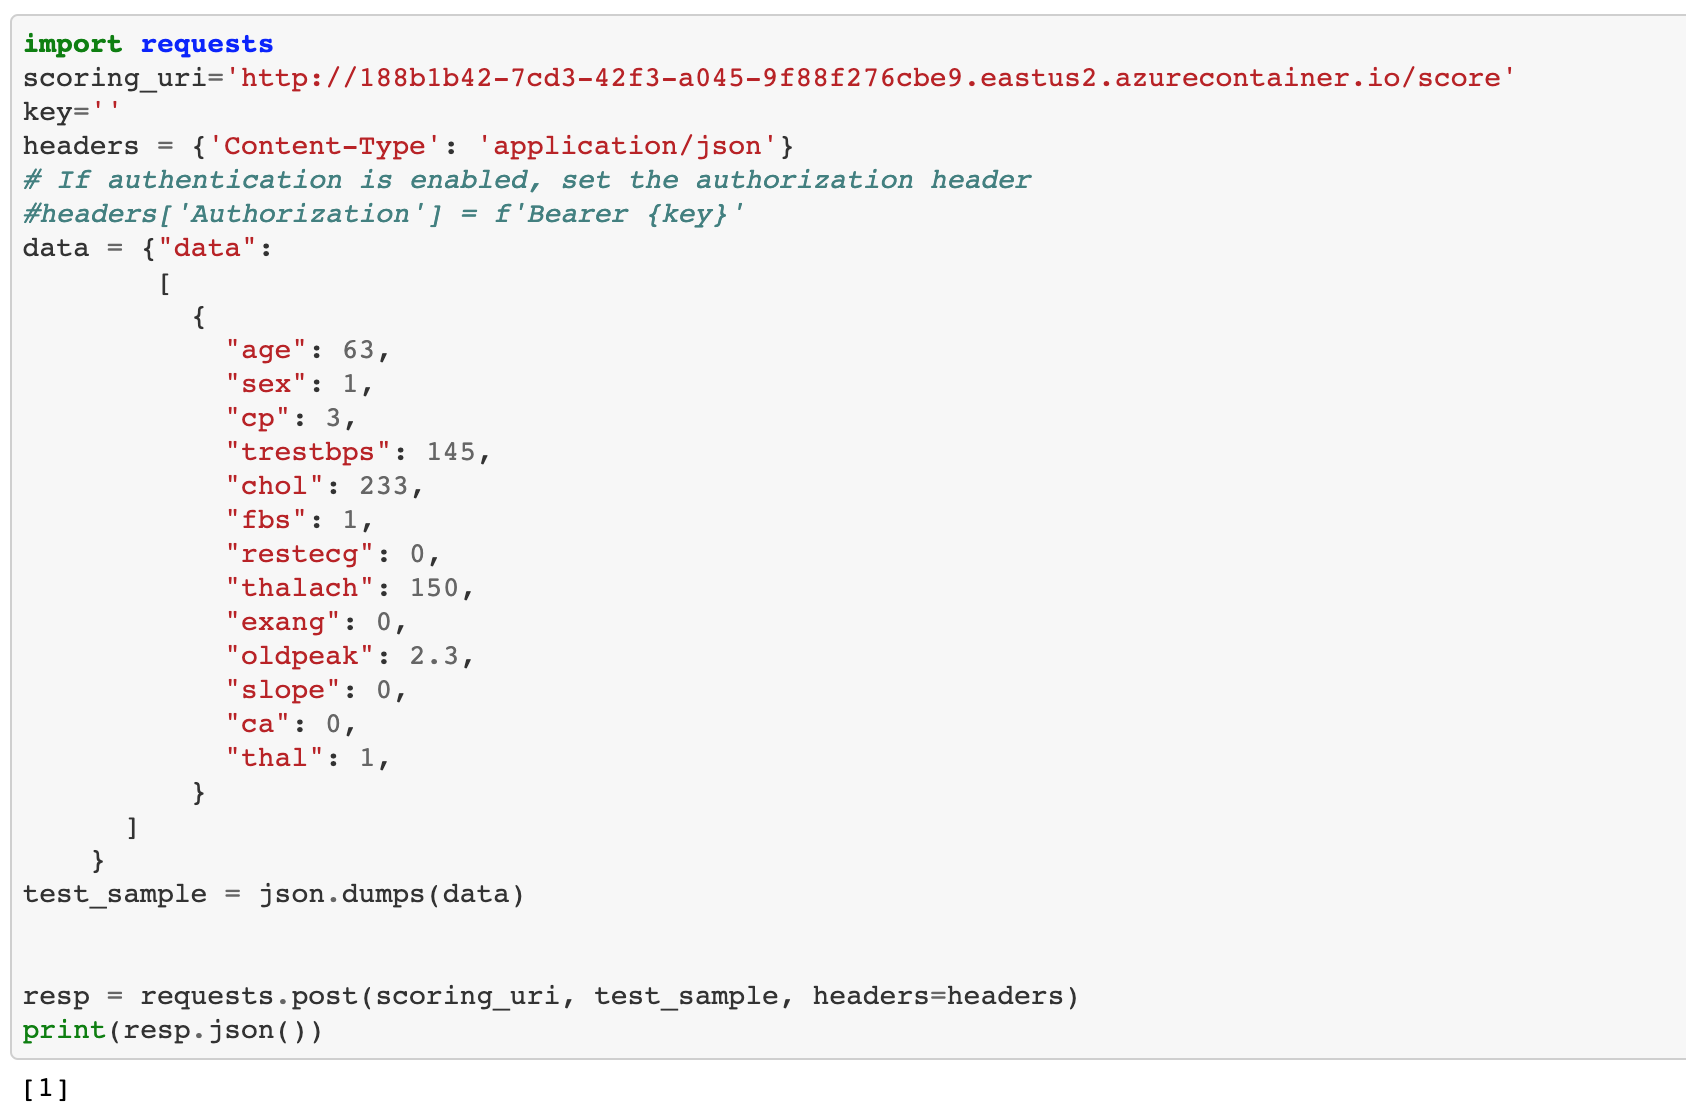 import requests
scoring_uri='http://188b1b42-7cd3-42f3-a045-9f88f276cbe9.eastus2.azurecontainer.io/score'
key=''
headers = {'Content-Type': 'application/json'}
# If authentication is enabled, set the authorization header
#headers['Authorization'] = f'Bearer {key}'
data = {"data":
        [
          {
            "age": 63,
            "sex": 1,
            "cp": 3,
            "trestbps": 145,
            "chol": 233,
            "fbs": 1,
            "restecg": 0,
            "thalach": 150,
            "exang": 0,
            "oldpeak": 2.3,
            "slope": 0,
            "ca": 0,
            "thal": 1,
          }
      ]
    }
test_sample = json.dumps(data)
resp = requests.post(scoring_uri, test_sample, headers=headers)
print(resp.json())
[1]